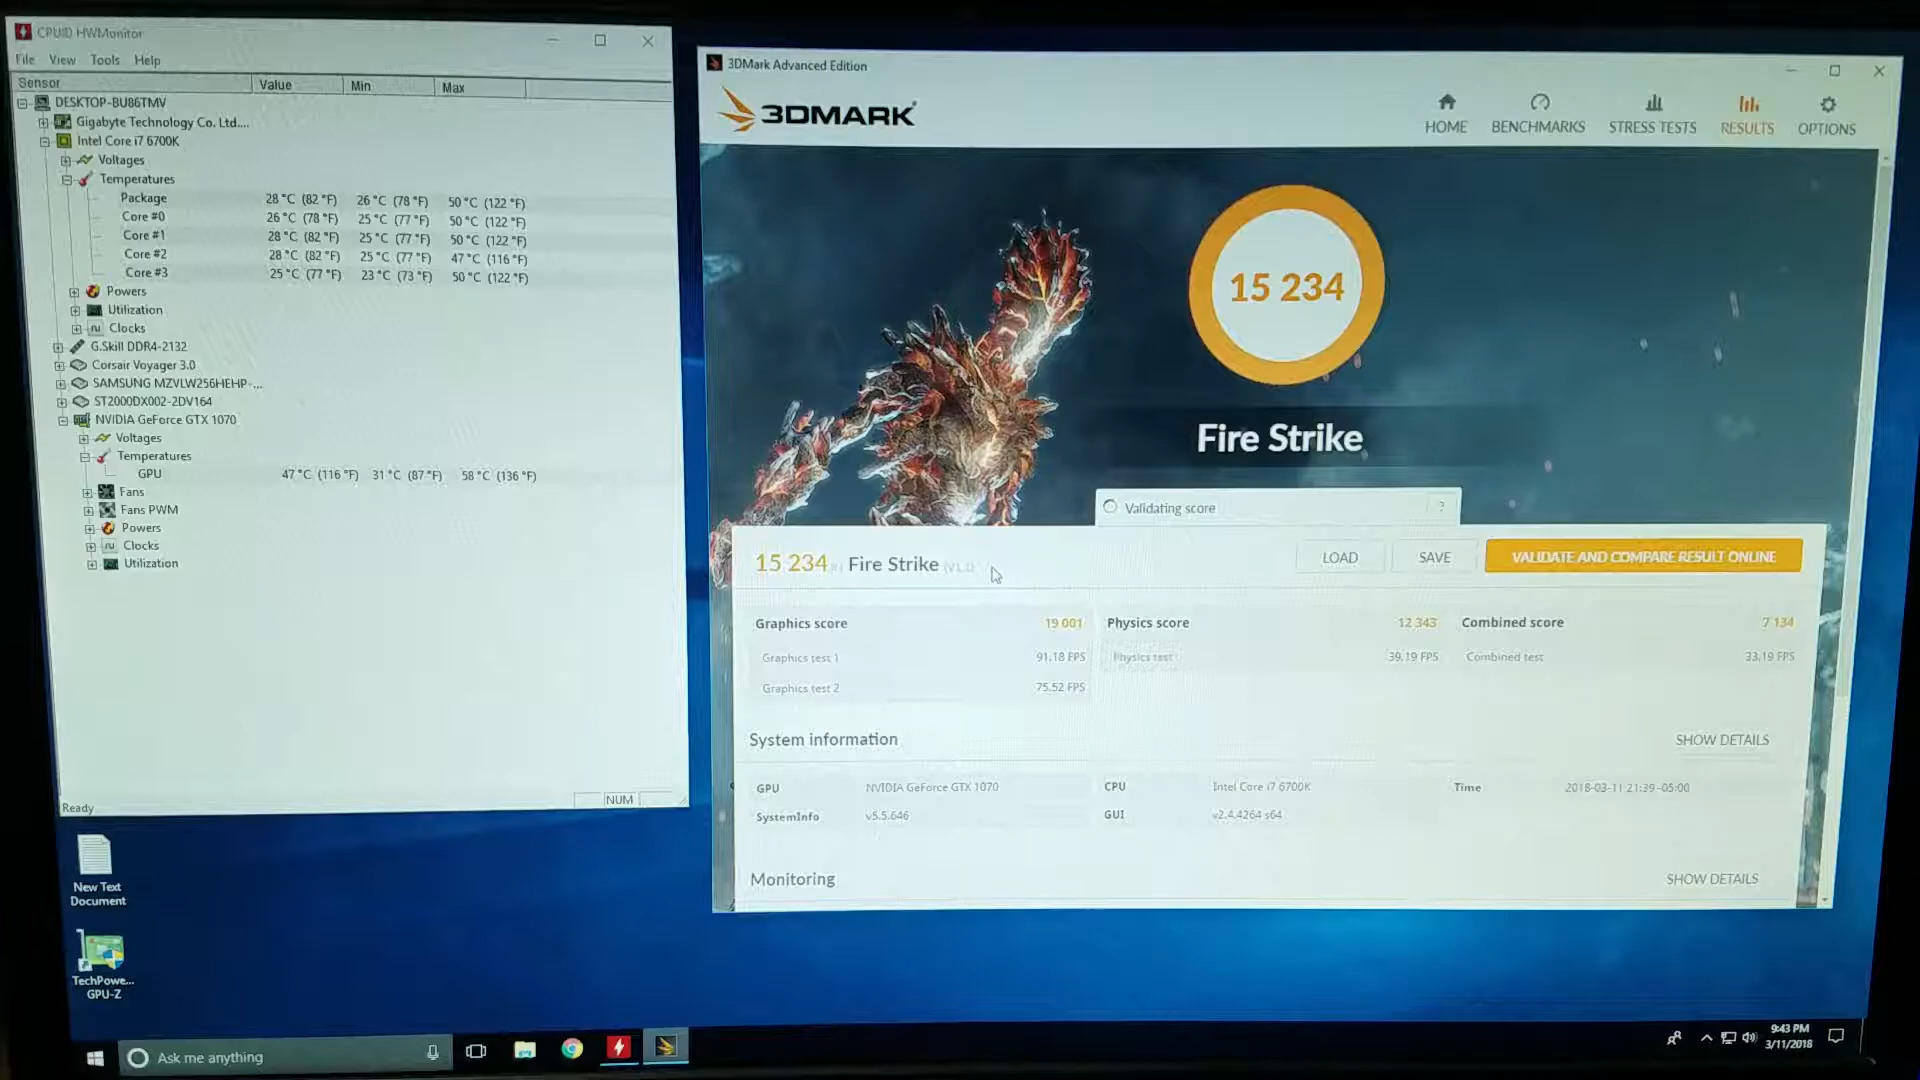 CPUID HWMonitor
File View Tools Help
Sensor Value Min Max
DESKTOP-BU86TMV
Gigabyte Technology Co. Ltd....
Intel Core i7 6700K
Voltages
Temperatures
Package 28 °C (82 °F) 26 °C (78 °F) 50 °C (122 °F)
Core #0 26 °C (78 °F) 25 °C (77 °F) 50 °C (122 °F)
Core #1 28 °C (82 °F) 25 °C (77 °F) 50 °C (122 °F)
Core #2 28 °C (82 °F) 25 °C (77 °F) 47 °C (116 °F)
Core #3 25 °C (77 °F) 23 °C (73 °F) 50 °C (122 °F)
Powers
Utilization
Clocks
G.Skill DDR4-2132
Corsair Voyager 3.0
SAMSUNG MZVLW256HEHP-...
ST2000DX002-2DV164
NVIDIA GeForce GTX 1070
Voltages
Temperatures
GPU 47 °C (116 °F) 31 °C (87 °F) 58 °C (136 °F)
Fans
Fans PWM
Powers
Clocks
Utilization
Ready NUM
3DMark Advanced Edition
3DMARK
HOME BENCHMARKS STRESS TESTS RESULTS OPTIONS
15 234
Fire Strike
Validating score ?
15 234 Fire Strike LOAD SAVE VALIDATE AND COMPARE RESULT ONLINE
Graphics score 19 001 Physics score 12 343 Combined score 7 134
Graphics test 1 91.18 FPS Physics test 39.19 FPS Combined test 33.19 FPS
Graphics test 2 75.52 FPS
System information SHOW DETAILS
GPU NVIDIA GeForce GTX 1070 CPU Intel Core i7 6700K Time 2018-03-11 21:39 -05:00
SystemInfo v5.5.646 GUI v2.4.4264 s64
Monitoring SHOW DETAILS
New Text
Document
TechPowe...
GPU-Z
Ask me anything
9:43 PM
3/11/2018